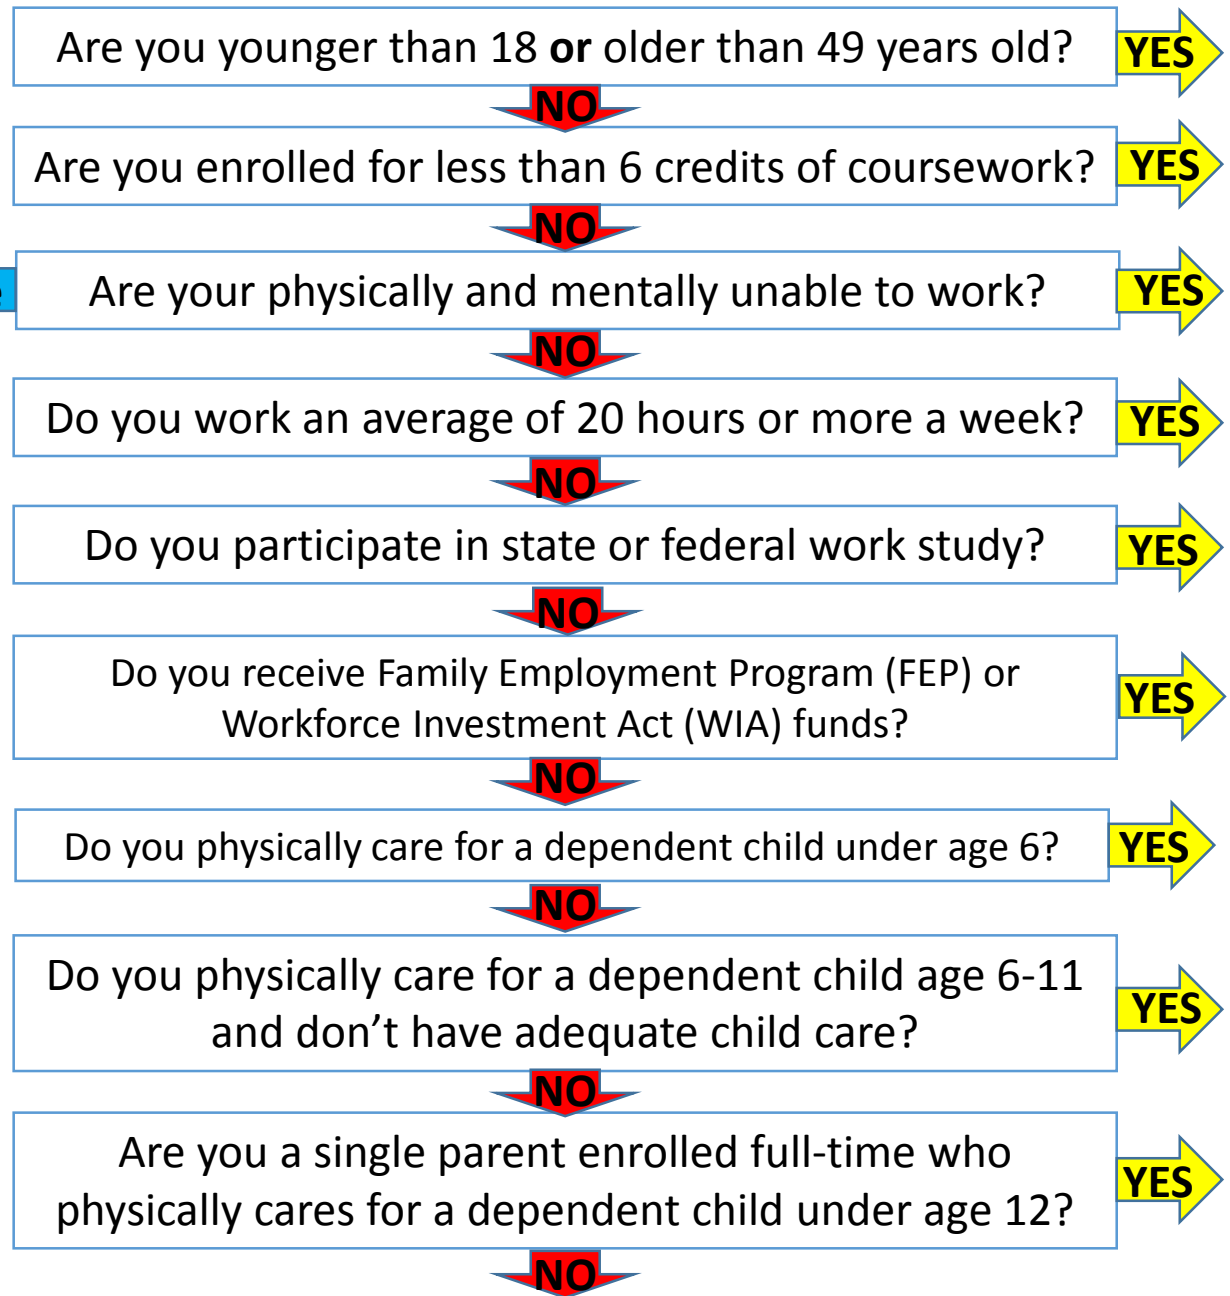 Are you younger than 18 or older than 49 years old?
YES
NO
Are you enrolled for less than 6 credits of coursework?
YES
NO
Are your physically and mentally unable to work?
YES
NO
Do you work an average of 20 hours or more a week?
YES
NO
Do you participate in state or federal work study?
YES
NO
Do you receive Family Employment Program (FEP) or
Workforce Investment Act (WIA) funds?
YES
NO
Do you physically care for a dependent child under age 6?
YES
NO
Do you physically care for a dependent child age 6-11
and don't have adequate child care?
YES
NO
Are you a single parent enrolled full-time who
physically cares for a dependent child under age 12?
YES
NO